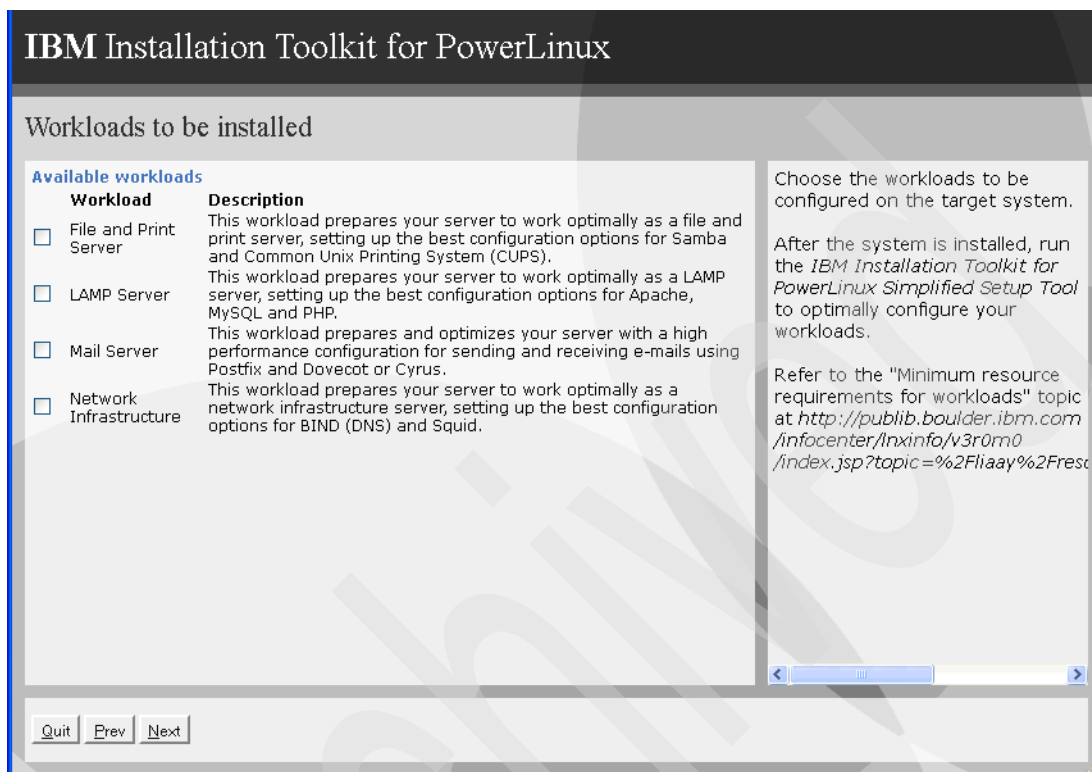 IBM Installation Toolkit for PowerLinux
Workloads to be installed
Available workloads
Workload Description
File and Print Server
This workload prepares your server to work optimally as a file and
print server, setting up the best configuration options for Samba
and Common Unix Printing System (CUPS).
LAMP Server
This workload prepares your server to work optimally as a LAMP
server, setting up the best configuration options for Apache,
MySQL and PHP.
Mail Server
This workload prepares and optimizes your server with a high
performance configuration for sending and receiving e-mails using
Postfix and Dovecot or Cyrus.
Network
Infrastructure
This workload prepares your server to work optimally as a
network infrastructure server, setting up the best configuration
options for BIND (DNS) and Squid.
Choose the workloads to be
configured on the target system.
After the system is installed, run
the IBM Installation Toolkit for
PowerLinux Simplified Setup Tool
to optimally configure your
workloads.
Refer to the "Minimum resource
requirements for workloads" topic
at http://publib.boulder.ibm.com
/infocenter/lnxinfo/v3r0m0
/index.jsp?topic=%2Fliaay%2Freso
Quit Prev Next